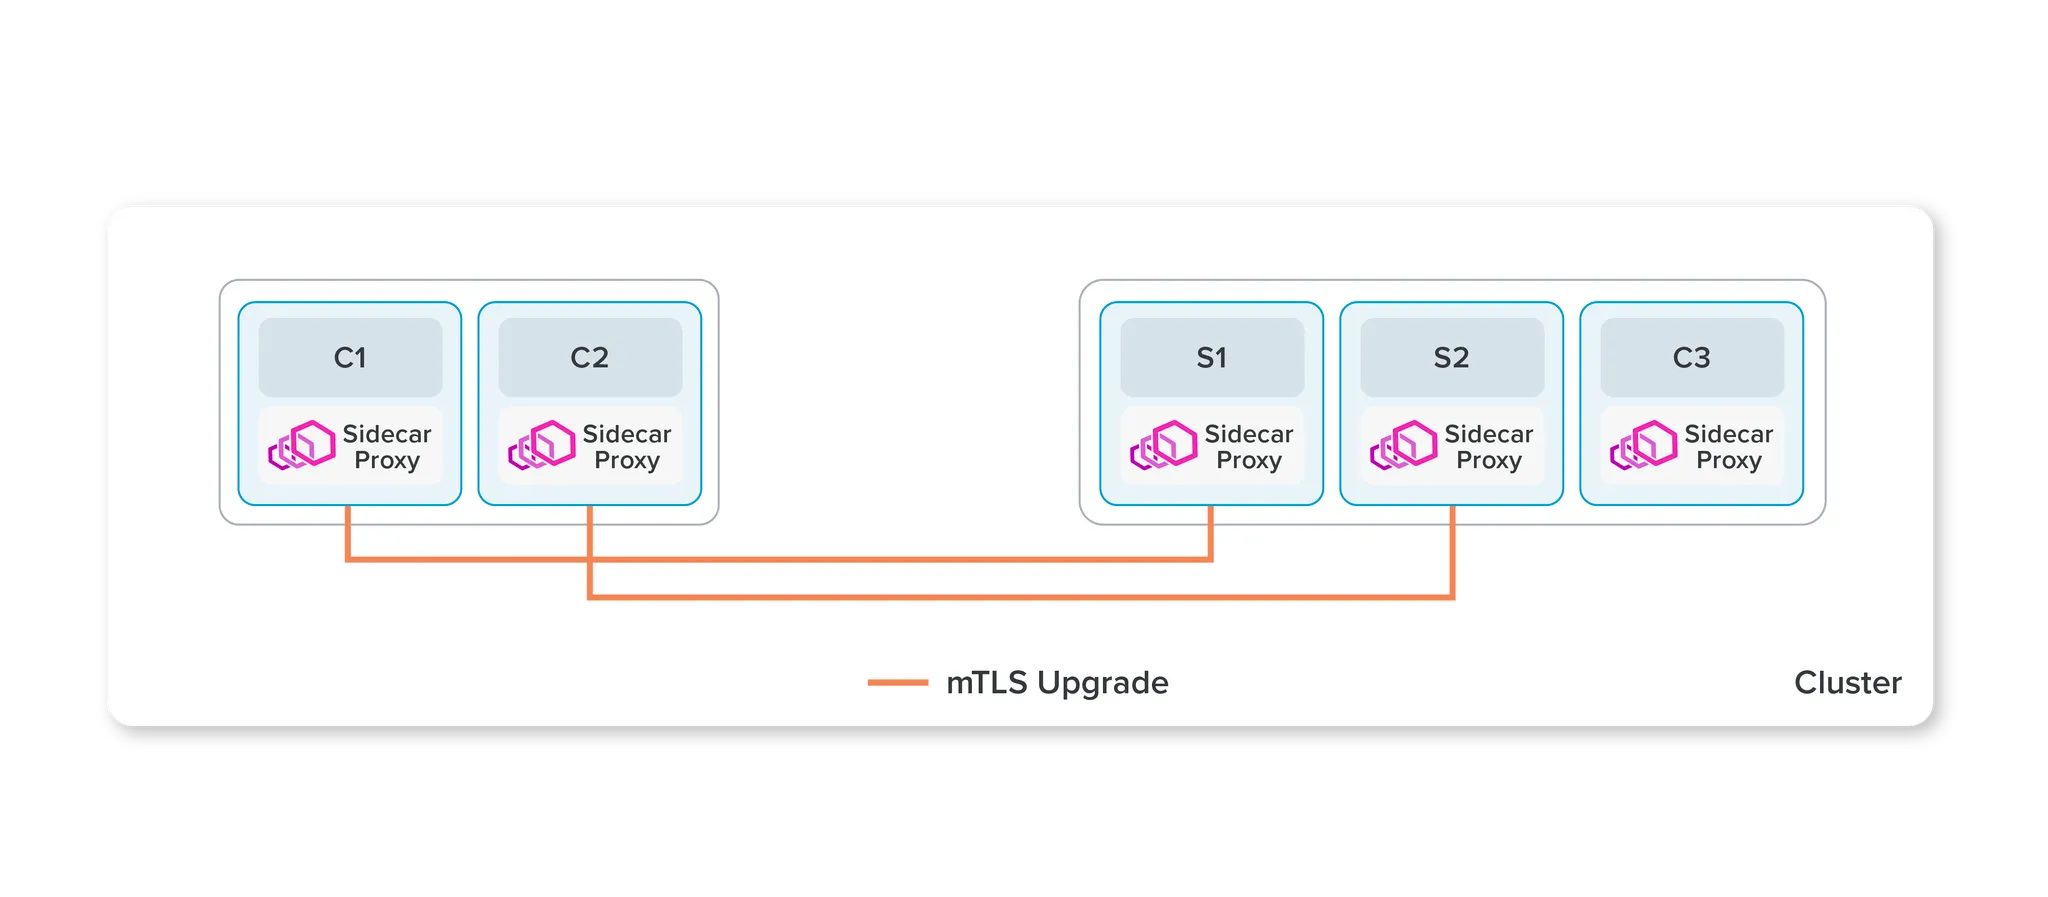 C1
C2
S1
S2
C3
Sidecar
Proxy
Sidecar
Proxy
Sidecar
Proxy
Sidecar
Proxy
Sidecar
Proxy
mTLS Upgrade
Cluster